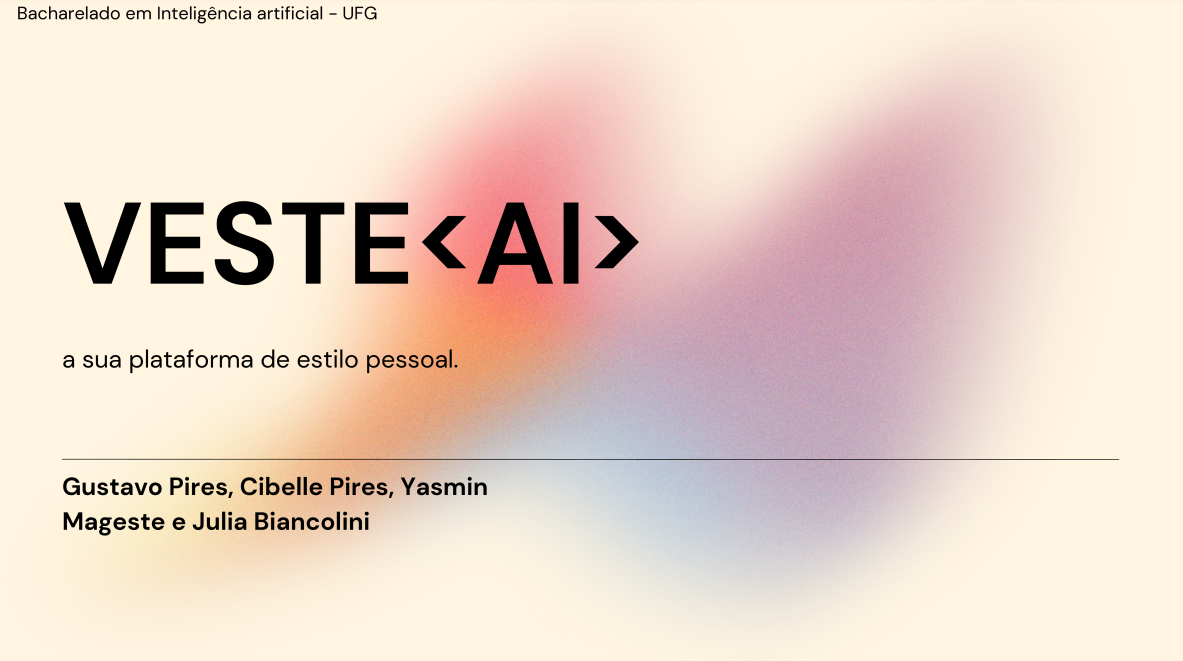 Bacharelado em Inteligência artificial - UFG
VESTE<AI>
a sua plataforma de estilo pessoal.
Gustavo Pires, Cibelle Pires, Yasmin
Mageste e Julia Biancolini